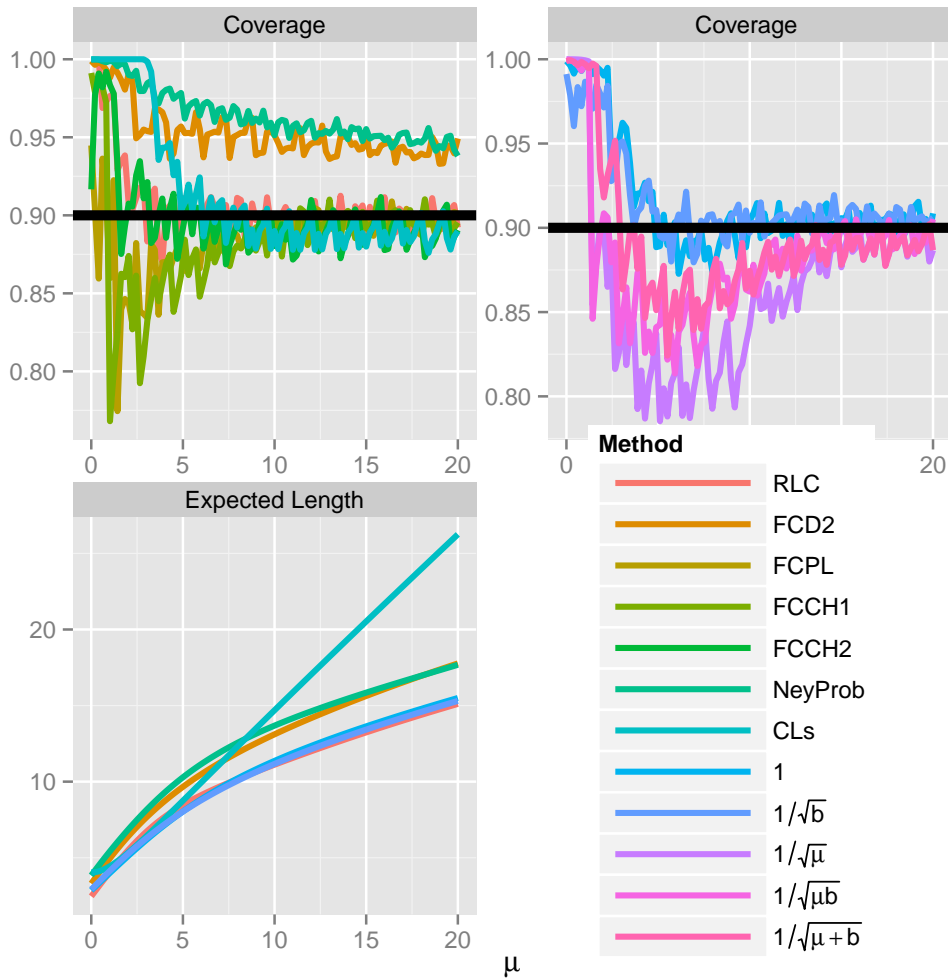 Coverage
Coverage
1.00
0.95
0.90
0.85
0.80
0
5
10
15
20
1.00
0.95
0.90
0.85
0.80
0
20
Expected Length
20
10
0
5
10
15
20
μ
Method
RLC
FCD2
FCPL
FCCH1
FCCH2
NeyProb
CLs
1
1/√b
1/√μ
1/√μb
1/√μ + b